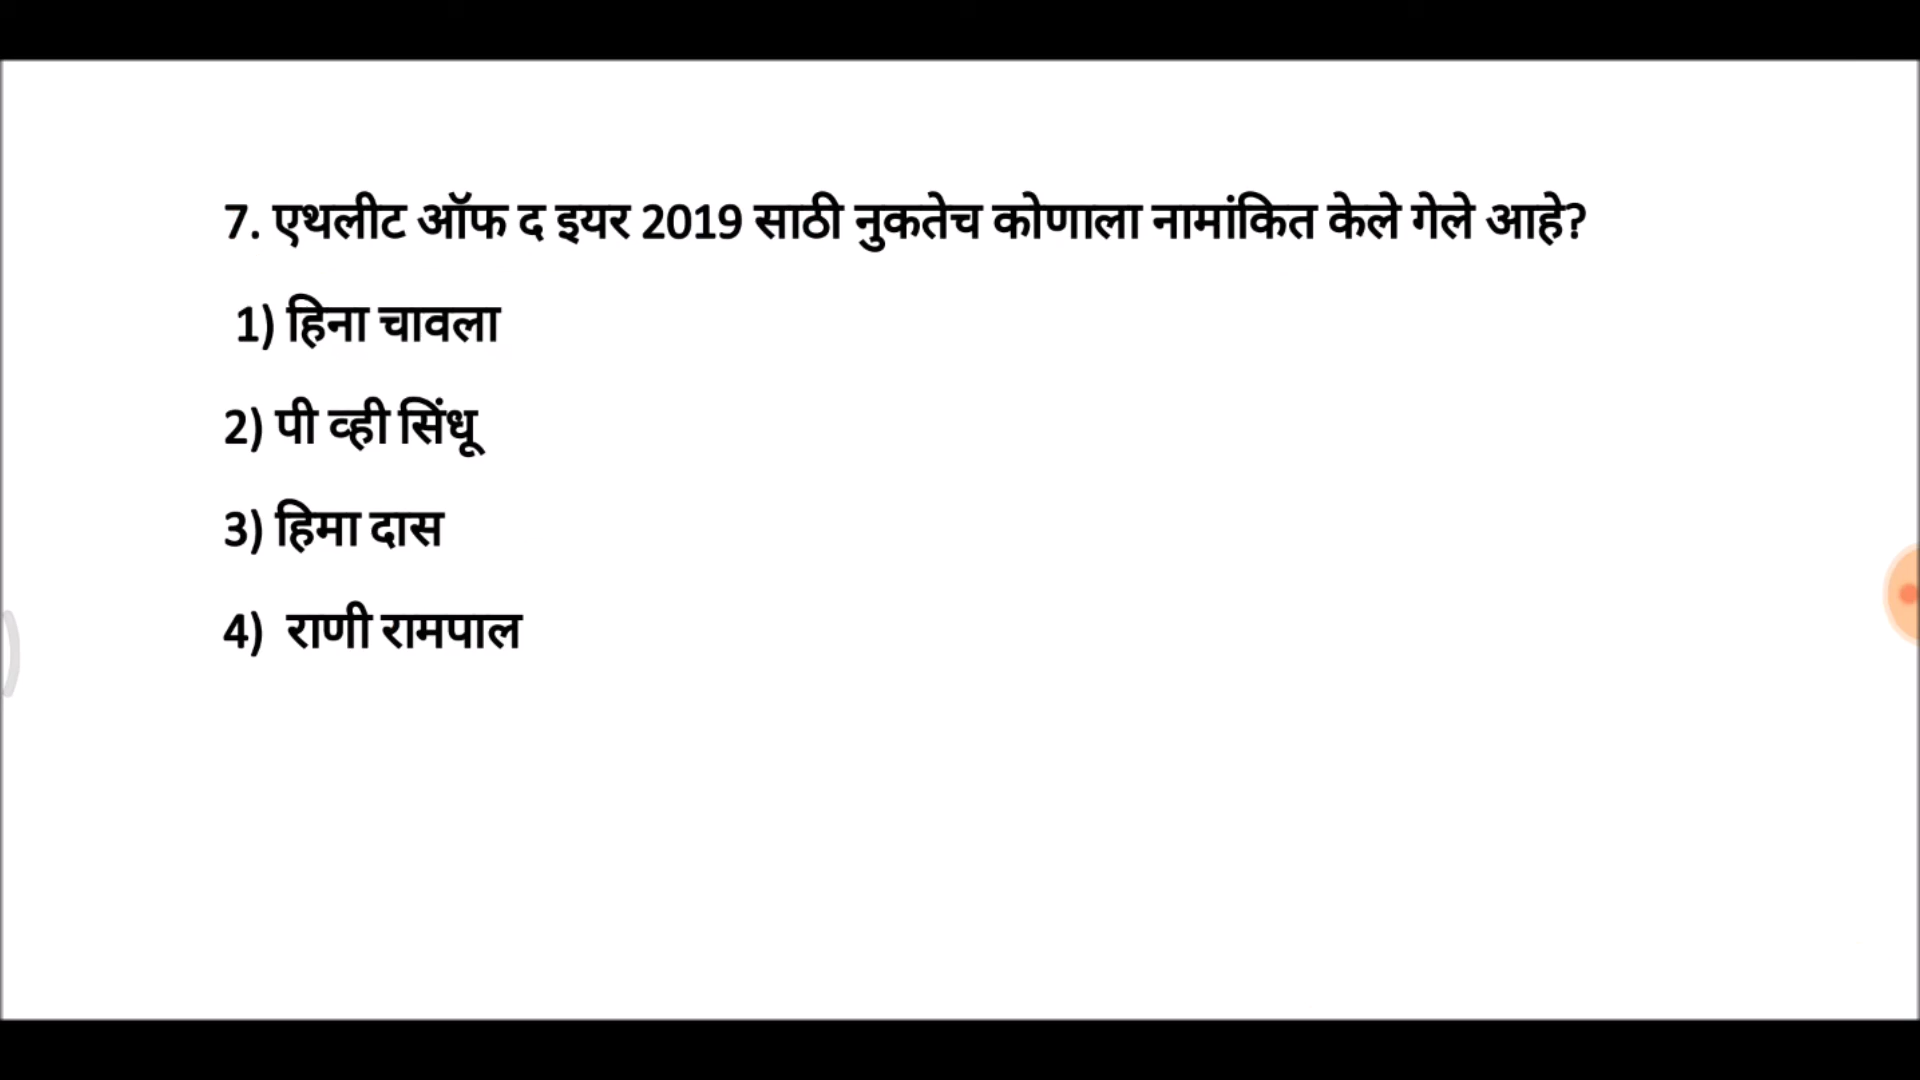 7. एथलीट ऑफ द इयर 2019 साठी नुकतेच कोणाला नामांकित केले गेले आहे?
1) हिना चावला
2) पी व्ही सिंधू
3) हिमा दास
4) राणी रामपाल